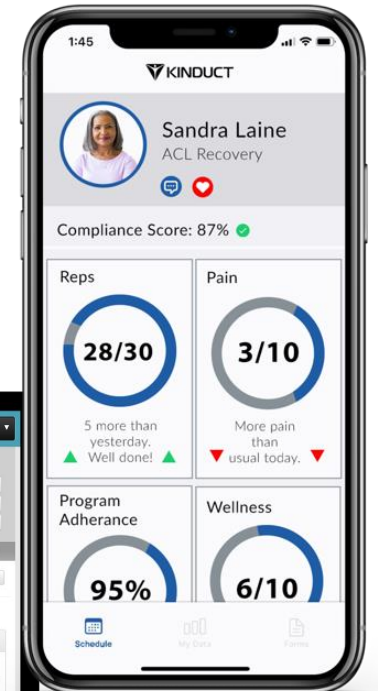 1:45
KINDUCT
Sandra Laine
ACL Recovery
Compliance Score: 87%
Reps
28/30
5 more than
yesterday.
Well done!
Pain
3/10
More pain
than
usual today.
Program
Adherance
95%
Wellness
6/10
Schedule
My Data
Forms